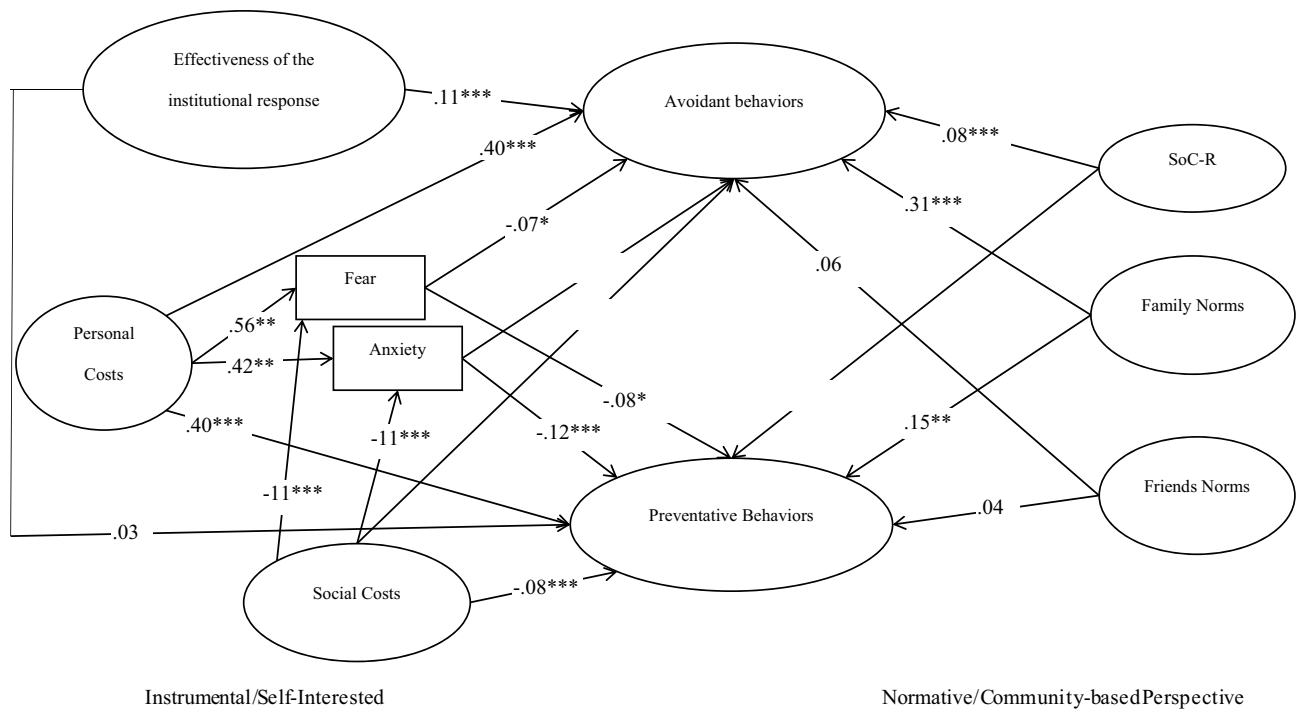 Effectiveness of the
institutional response
.11***
Avoidant behaviors
.40***
.08***
SoC-R
.31***
-.07*
.06
Fear
Family Norms
Personal
Costs
.56**
Anxiety
.42**
-.08*
.40***
-.12***
-11***
.15**
-11***
Friends Norms
Preventative Behaviors
.04
.03
Social Costs
-.08***
Instrumental/Self-Interested
Normative/Community-based Perspective